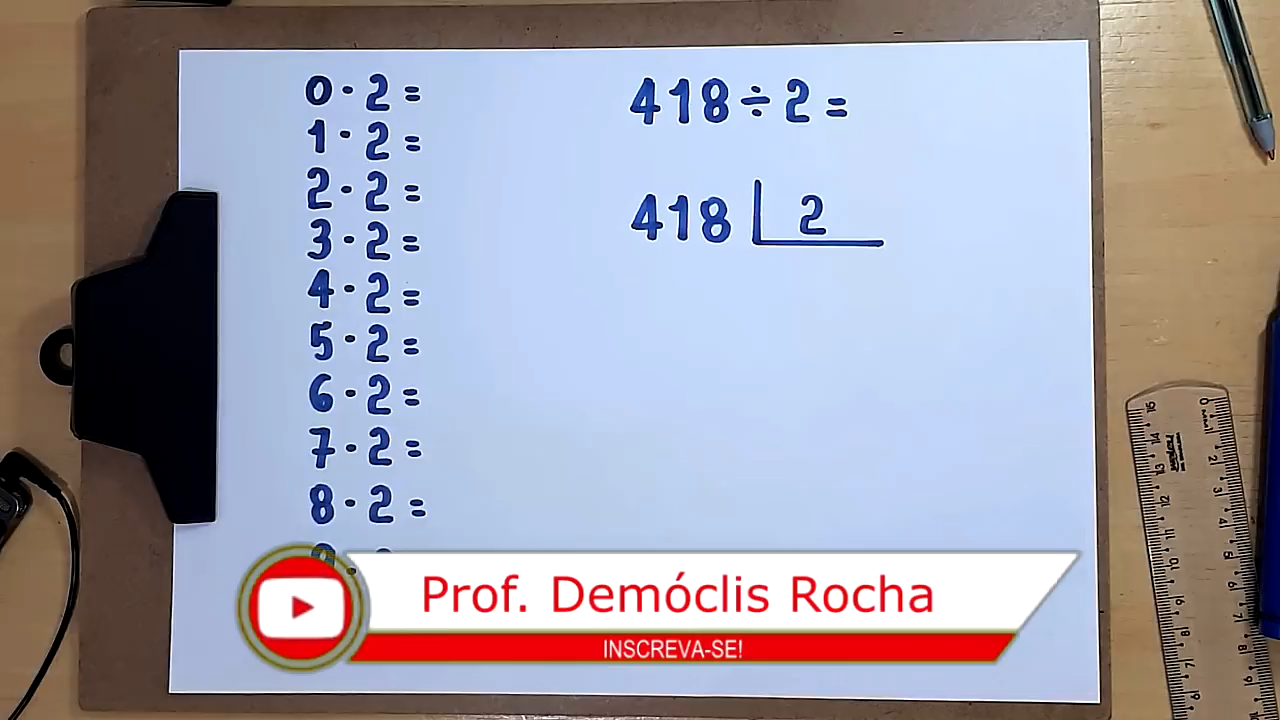 0 · 2 =
1 · 2 =
2 · 2 =
3 · 2 =
4 · 2 =
5 · 2 =
6 · 2 =
7 · 2 =
8 · 2 =
418 ÷ 2 =
418 2
Prof. Demóclis Rocha
INSCREVA-SE!